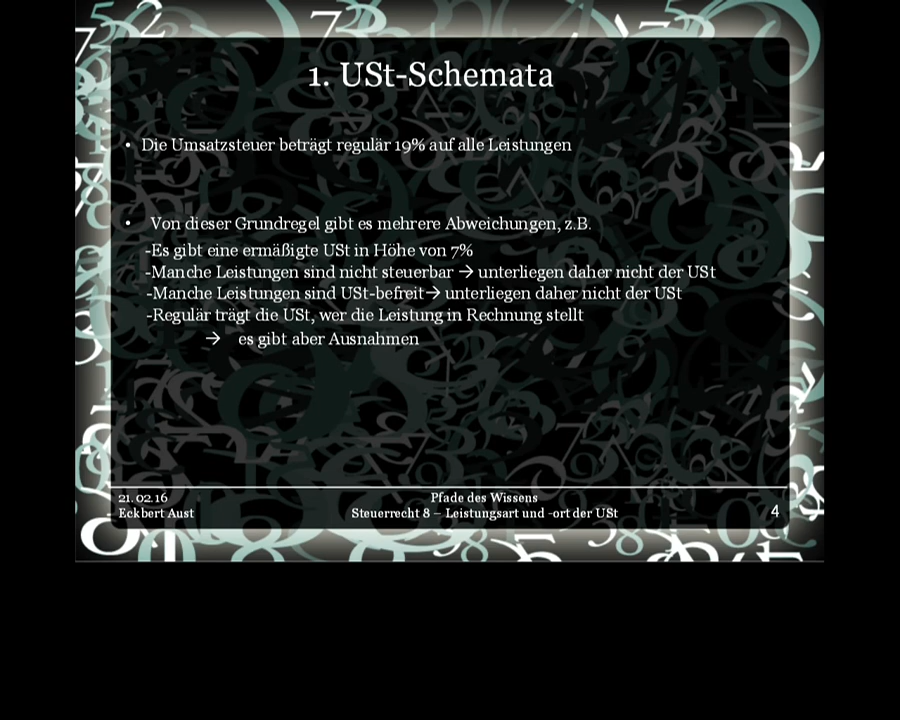 1. USt-Schemata
• Die Umsatzsteuer beträgt regulär 19% auf alle Leistungen
• Von dieser Grundregel gibt es mehrere Abweichungen, z.B.
-Es gibt eine ermäßigte USt in Höhe von 7%
-Manche Leistungen sind nicht steuerbar → unterliegen daher nicht der USt
-Manche Leistungen sind USt-befreit→ unterliegen daher nicht der USt
-Regulär trägt die USt, wer die Leistung in Rechnung stellt
→ es gibt aber Ausnahmen
21.02.16
Eckbert Aust
Pfade des Wissens
Steuerrecht 8 – Leistungsart und -ort der USt
4